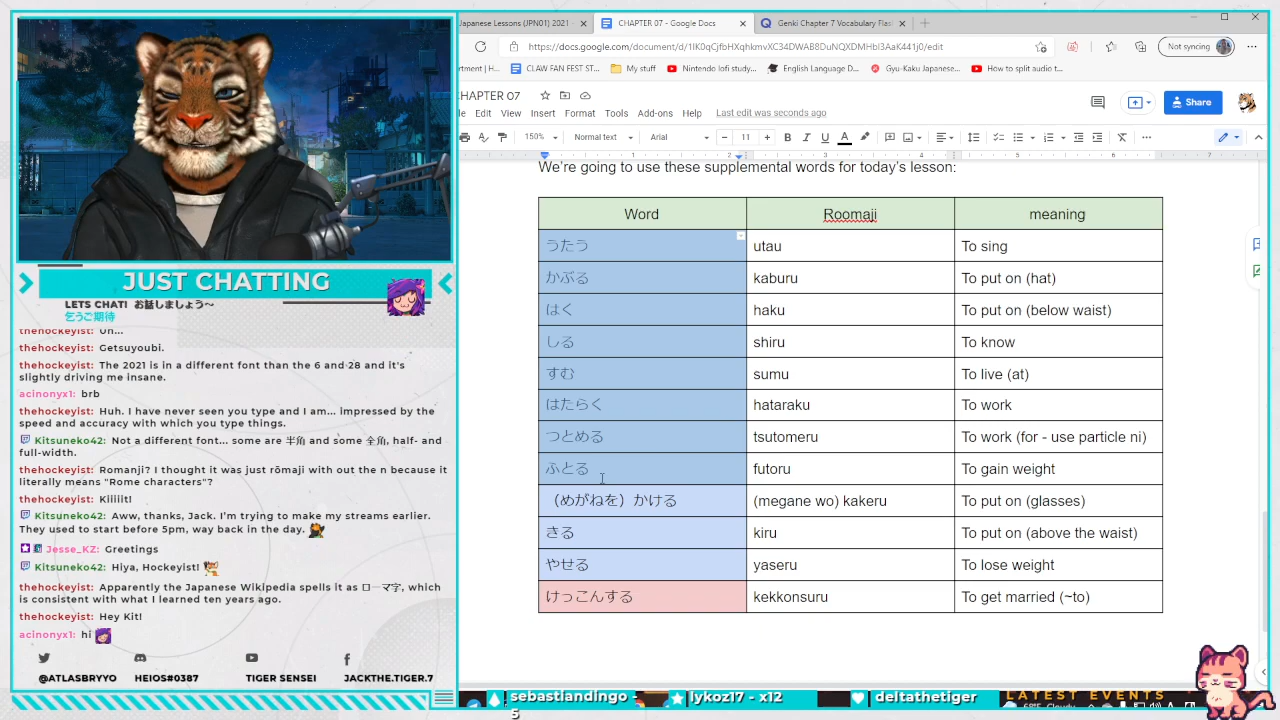 Japanese Lessons (JPN01) 2021
CHAPTER 07 - Google Docs
Genki Chapter 7 Vocabulary Flas
https://docs.google.com/document/d/1IK0qCjfbHXqhkmvXC34DWAB8DuNQXDMHbI3AaK441j0/edit
Not syncing
CLAW FAN FEST ST...
My stuff
Nintendo lofi study...
English Language D...
Gyu-Kaku Japanese...
How to split audio t...
CHAPTER 07
Edit View Insert Format Tools Add-ons Help Last edit was seconds ago
Share
150% Normal text Arial 11
We're going to use these supplemental words for today's lesson:
Word Roomaji meaning
うたう utau To sing
かぶる kaburu To put on (hat)
はく haku To put on (below waist)
しる shiru To know
すむ sumu To live (at)
はたらく hataraku To work
つとめる tsutomeru To work (for - use particle ni)
ふとる futoru To gain weight
（めがねを）かける (megane wo) kakeru To put on (glasses)
きる kiru To put on (above the waist)
やせる yaseru To lose weight
けっこんする kekkonsuru To get married (~to)
JUST CHATTING
LETS CHAT! お話しましょう～
乞うご期待
thehockeyist: Uh...
thehockeyist: Getsuyoubi.
thehockeyist: The 2021 is in a different font than the 6 and 28 and it's
slightly driving me insane.
acinonyx1: brb
thehockeyist: Huh. I have never seen you type and I am... impressed by the
speed and accuracy with which you type things.
Kitsuneko42: Not a different font... some are 半角 and some 全角, half- and
full-width.
thehockeyist: Romanji? I thought it was just rōmaji with out the n because it
literally means "Rome characters"?
thehockeyist: Kiiiiit!
Kitsuneko42: Aww, thanks, Jack. I'm trying to make my streams earlier.
They used to start before 5pm, way back in the day.
Jesse_KZ: Greetings
Kitsuneko42: Hiya, Hockeyist!
thehockeyist: Apparently the Japanese Wikipedia spells it as ローマ字, which
is consistent with what I learned ten years ago.
thehockeyist: Hey Kit!
acinonyx1: hi
@ATLASBRYYO HEIOS#0387 TIGER SENSEI JACKTHE.TIGER.7
sebastiandingo - lykoz17 - x12 deltathetiger LATEST EVENTS
5